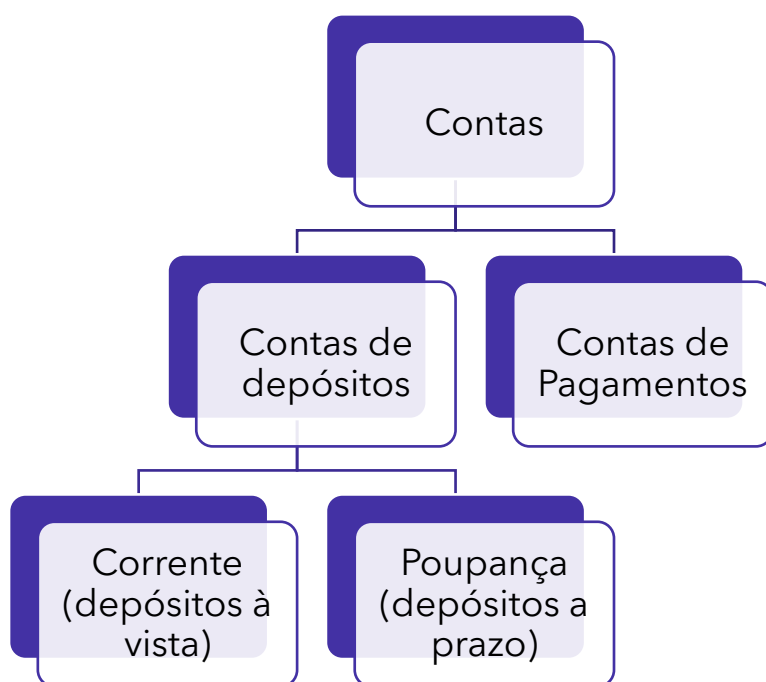 Contas
Contas de
depósitos
Contas de
Pagamentos
Corrente
(depósitos à
vista)
Poupança
(depósitos a
prazo)